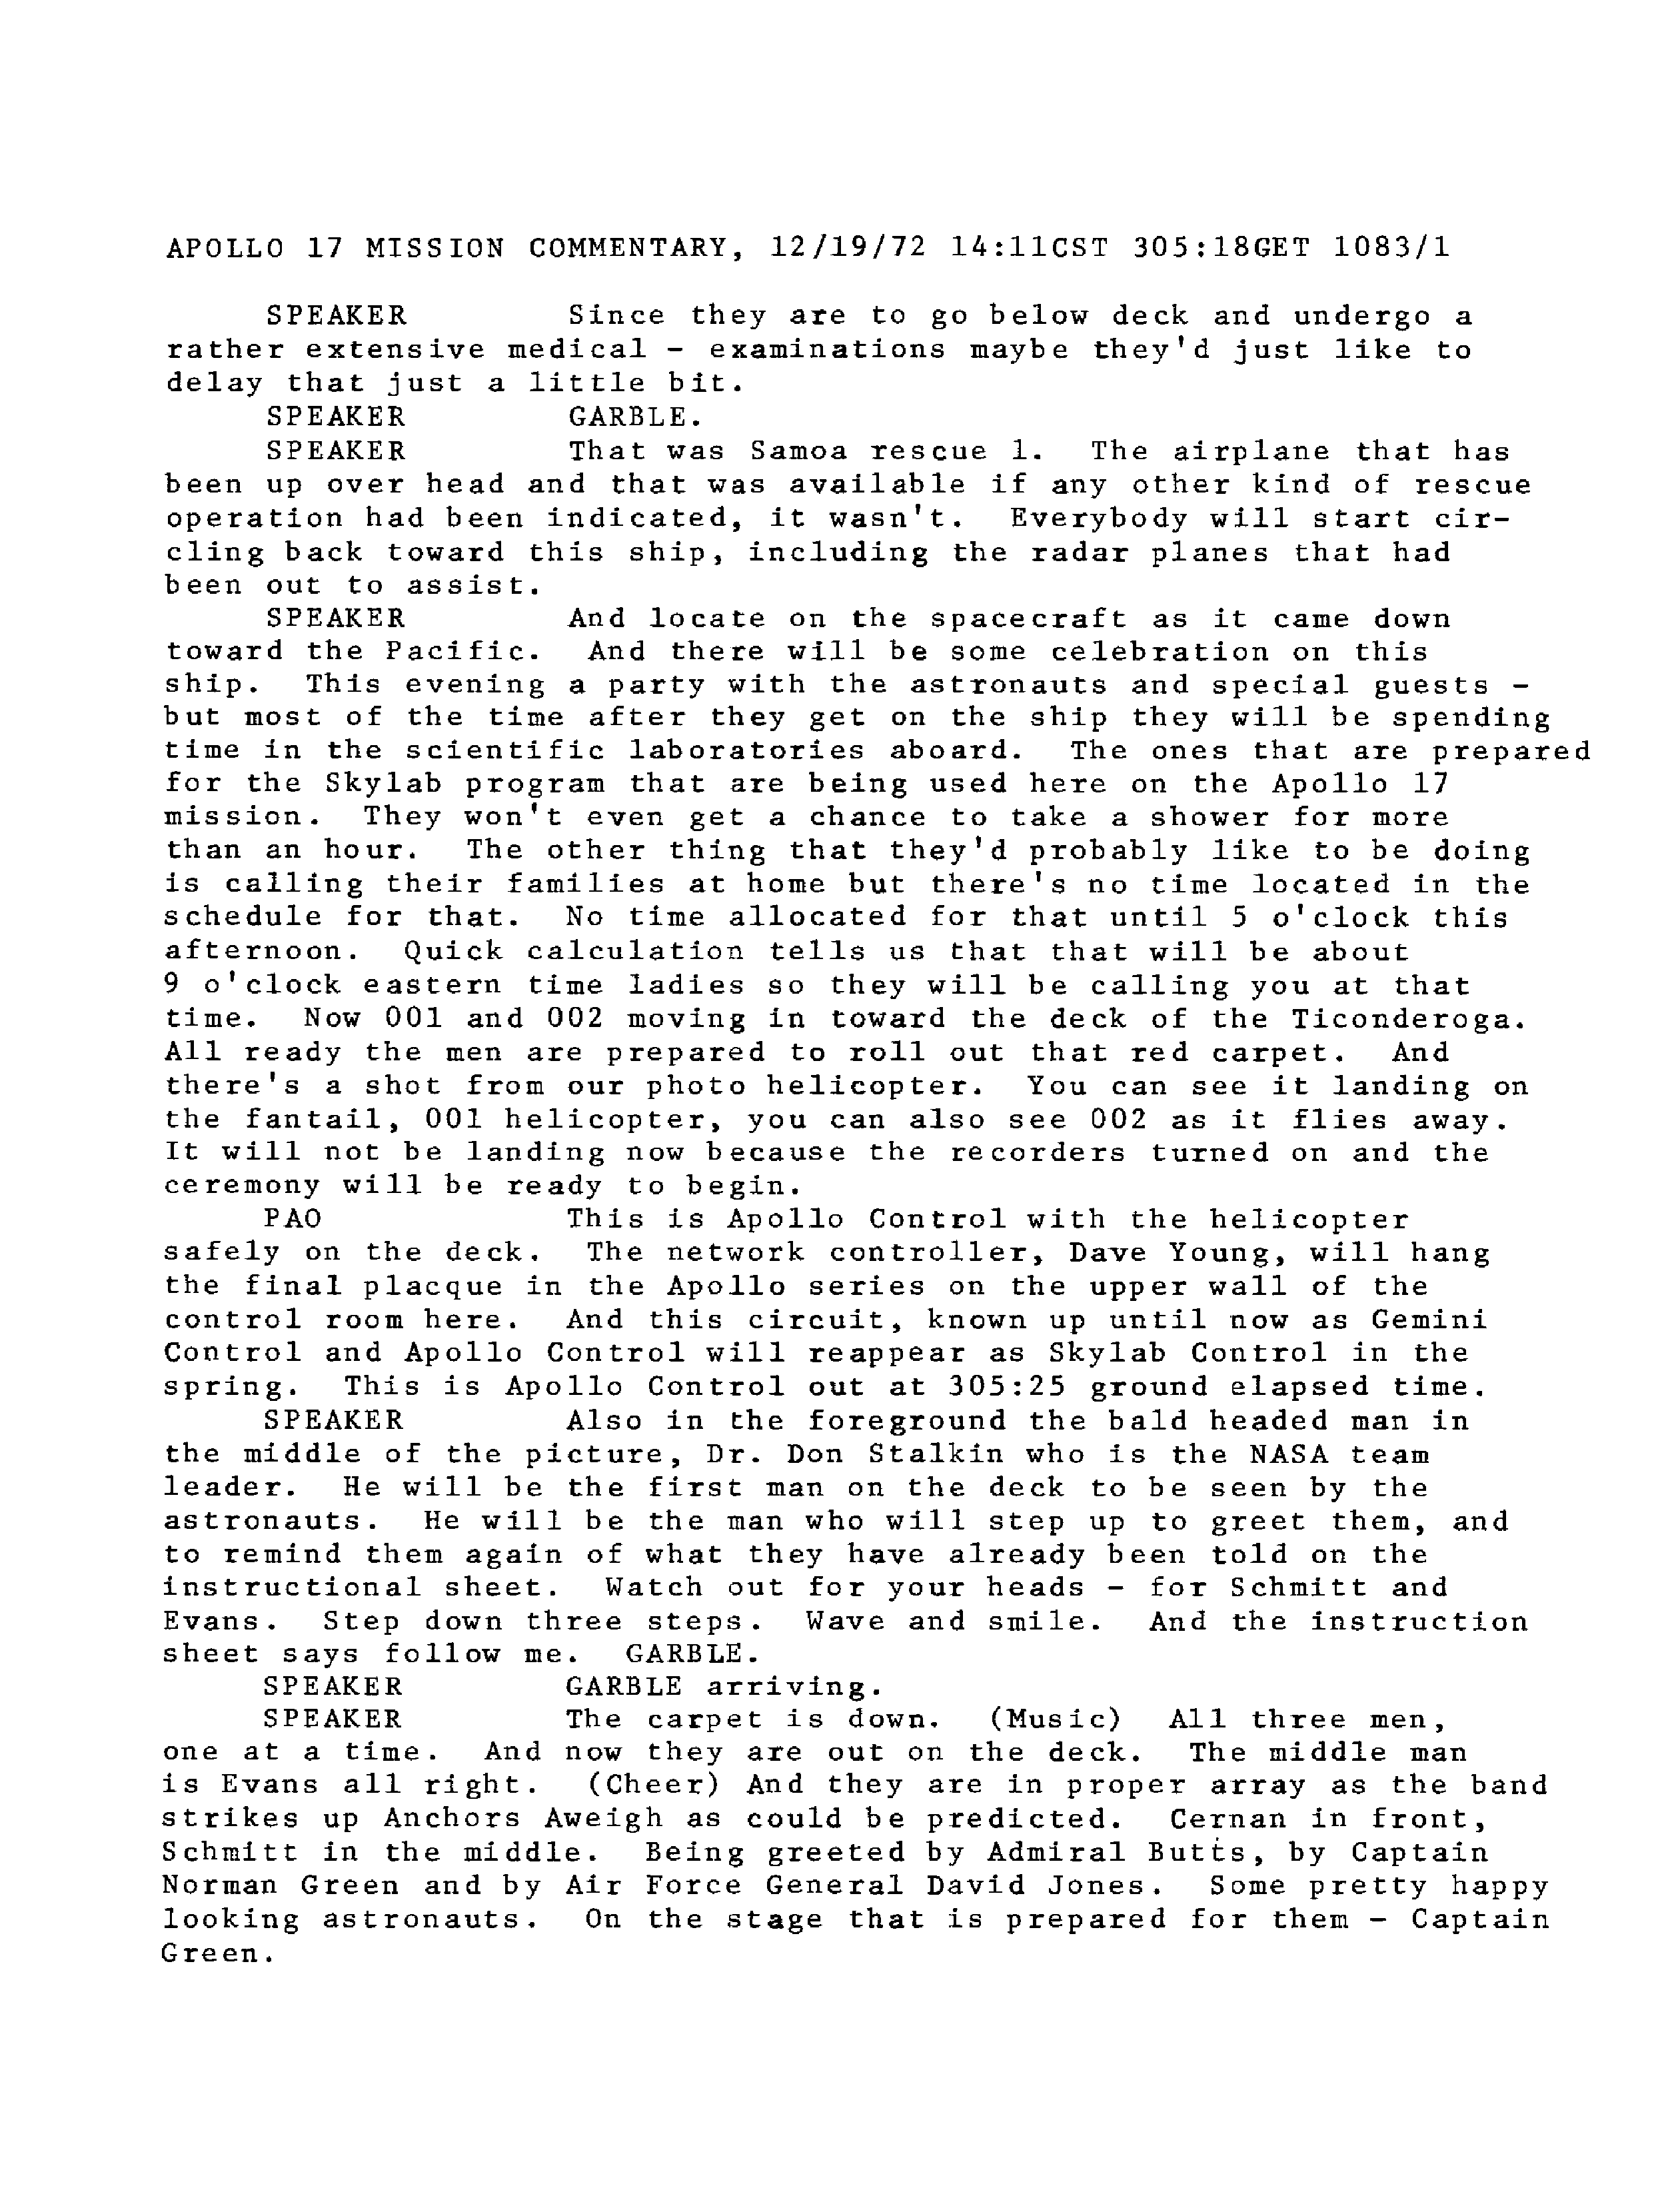 APOLLO 17 MISSION COMMENTARY, 12/19/72 14:11CST 305:18GET 1083/1
SPEAKER Since they are to go below deck and undergo a
rather extensive medical - examinations maybe they'd just like to
delay that just a little bit.
SPEAKER GARBLE.
SPEAKER That was Samoa rescue 1. The airplane that has
been up over head and that was available if any other kind of rescue
operation had been indicated, it wasn't. Everybody will start cir-
cling back toward this ship, including the radar planes that had
been out to assist.
SPEAKER And locate on the spacecraft as it came down
toward the Pacific. And there will be some celebration on this
ship. This evening a party with the astronauts and special guests -
but most of the time after they get on the ship they will be spending
time in the scientific laboratories aboard. The ones that are prepared
for the Skylab program that are being used here on the Apollo 17
mission. They won't even get a chance to take a shower for more
than an hour. The other thing that they'd probably like to be doing
is calling their families at home but there's no time located in the
schedule for that. No time allocated for that until 5 o'clock this
afternoon. Quick calculation tells us that that will be about
9 o'clock eastern time ladies so they will be calling you at that
time. Now 001 and 002 moving in toward the deck of the Ticonderoga.
All ready the men are prepared to roll out that red carpet. And
there's a shot from our photo helicopter. You can see it landing on
the fantail, 001 helicopter, you can also see 002 as it flies away.
It will not be landing now because the recorders turned on and the
ceremony will be ready to begin.
PAO This is Apollo Control with the helicopter
safely on the deck. The network controller, Dave Young, will hang
the final placque in the Apollo series on the upper wall of the
control room here. And this circuit, known up until now as Gemini
Control and Apollo Control will reappear as Skylab Control in the
spring. This is Apollo Control out at 305:25 ground elapsed time.
SPEAKER Also in the foreground the bald headed man in
the middle of the picture, Dr. Don Stalkin who is the NASA team
leader. He will be the first man on the deck to be seen by the
astronauts. He will be the man who will step up to greet them, and
to remind them again of what they have already been told on the
instructional sheet. Watch out for your heads - for Schmitt and
Evans. Step down three steps. Wave and smile. And the instruction
sheet says follow me. GARBLE.
SPEAKER GARBLE arriving.
SPEAKER The carpet is down. (Music) All three men,
one at a time. And now they are out on the deck. The middle man
is Evans all right. (Cheer) And they are in proper array as the band
strikes up Anchors Aweigh as could be predicted. Cernan in front,
Schmitt in the middle. Being greeted by Admiral Butts, by Captain
Norman Green and by Air Force General David Jones. Some pretty happy
looking astronauts. On the stage that is prepared for them - Captain
Green.